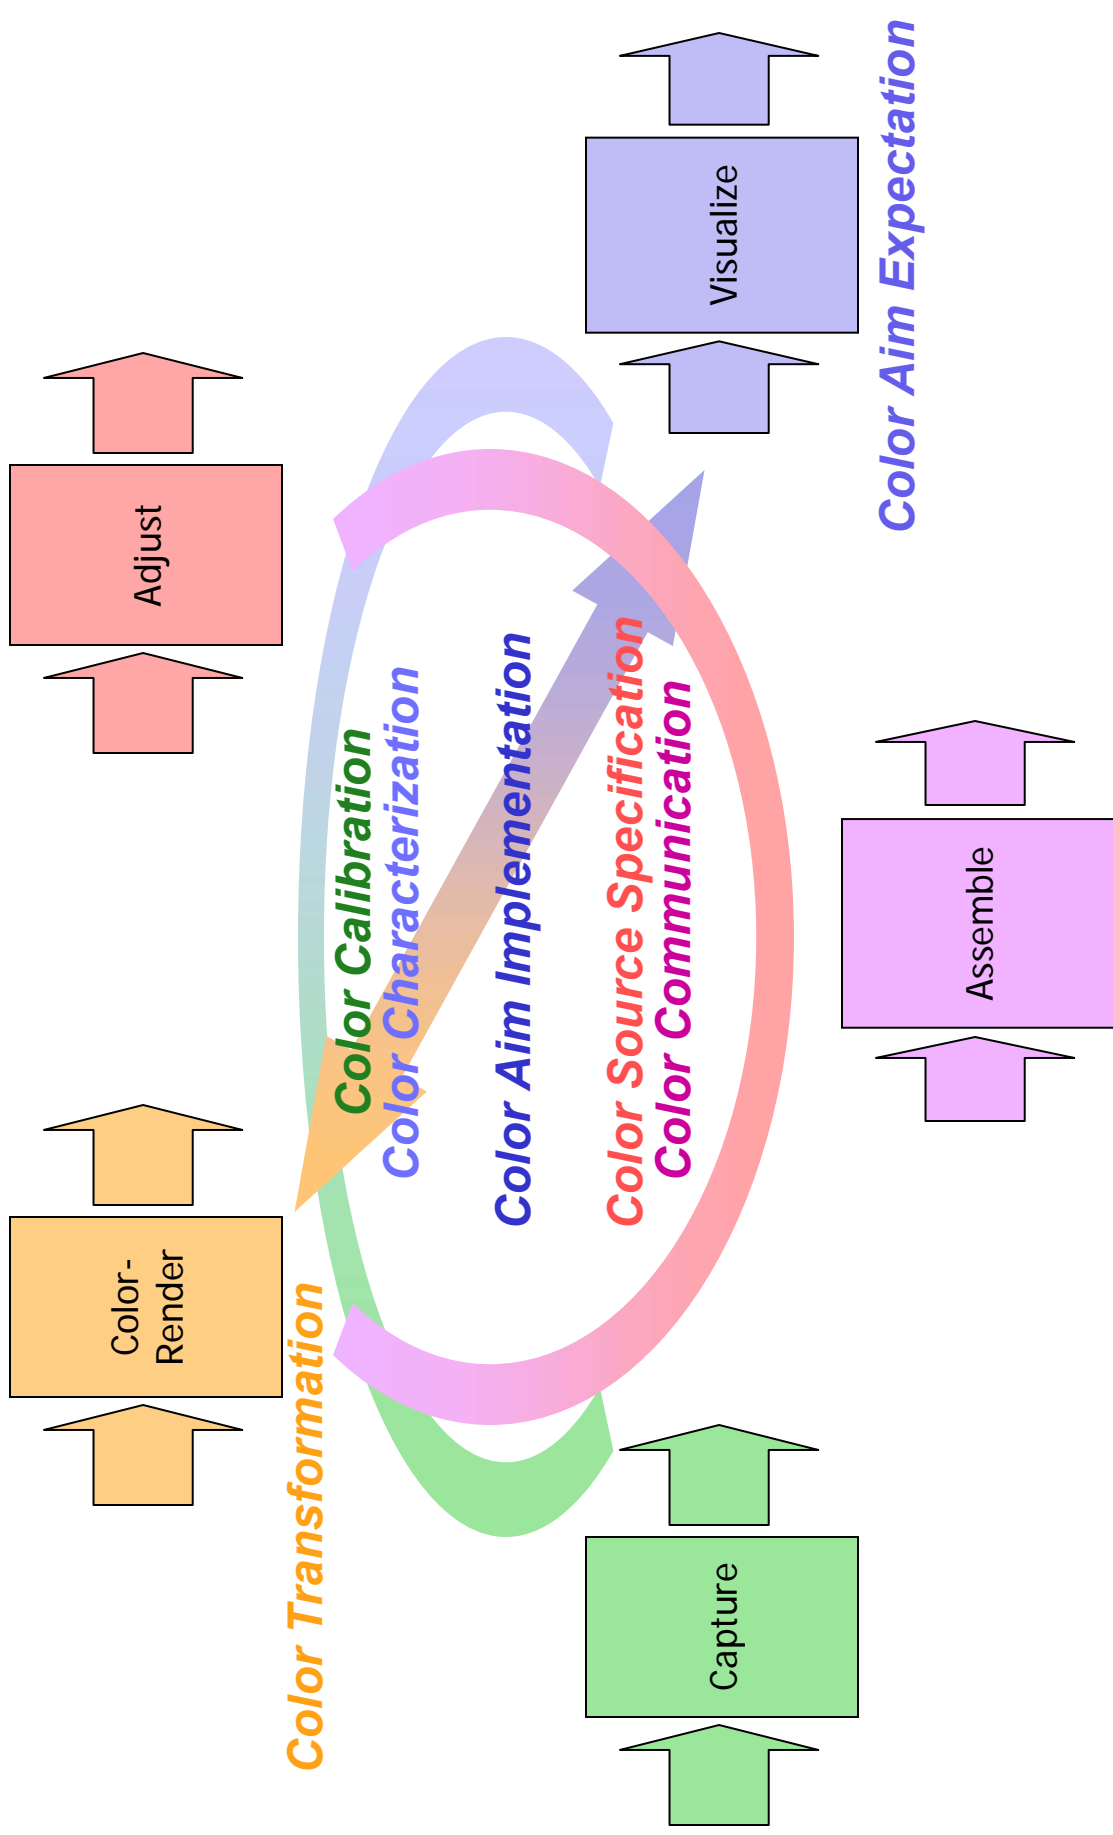 Color-
Render
Adjust
Color Transformation
Color Calibration
Color Characterization
Color Aim Implementation
Color Source Specification
Color Communication
Capture
Visualize
Color Aim Expectation
Assemble